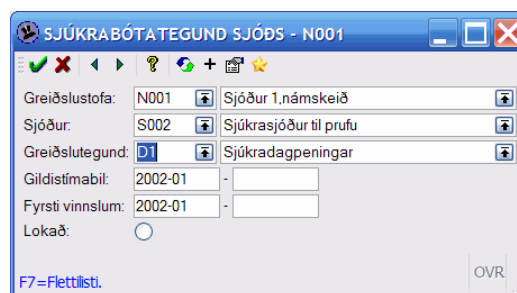 SJÚKRABÓTATEGUND SJÓÐS - N001
Greiðslustofa: N001 Sjóður 1,námskeið
Sjóður: S002 Sjúkrasjóður til prufu
Greiðslutegund: D1 Sjúkradagpeningar
Gildistímabil: 2002-01 -
Fyrsti vinnslum: 2002-01 -
Lokað:
F7=Flettilisti. OVR